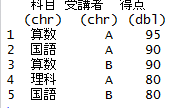 科目 受講者 得点
(chr) (chr) (dbl)
1 算数 A 95
2 国語 A 90
3 算数 B 90
4 理科 A 80
5 国語 B 80